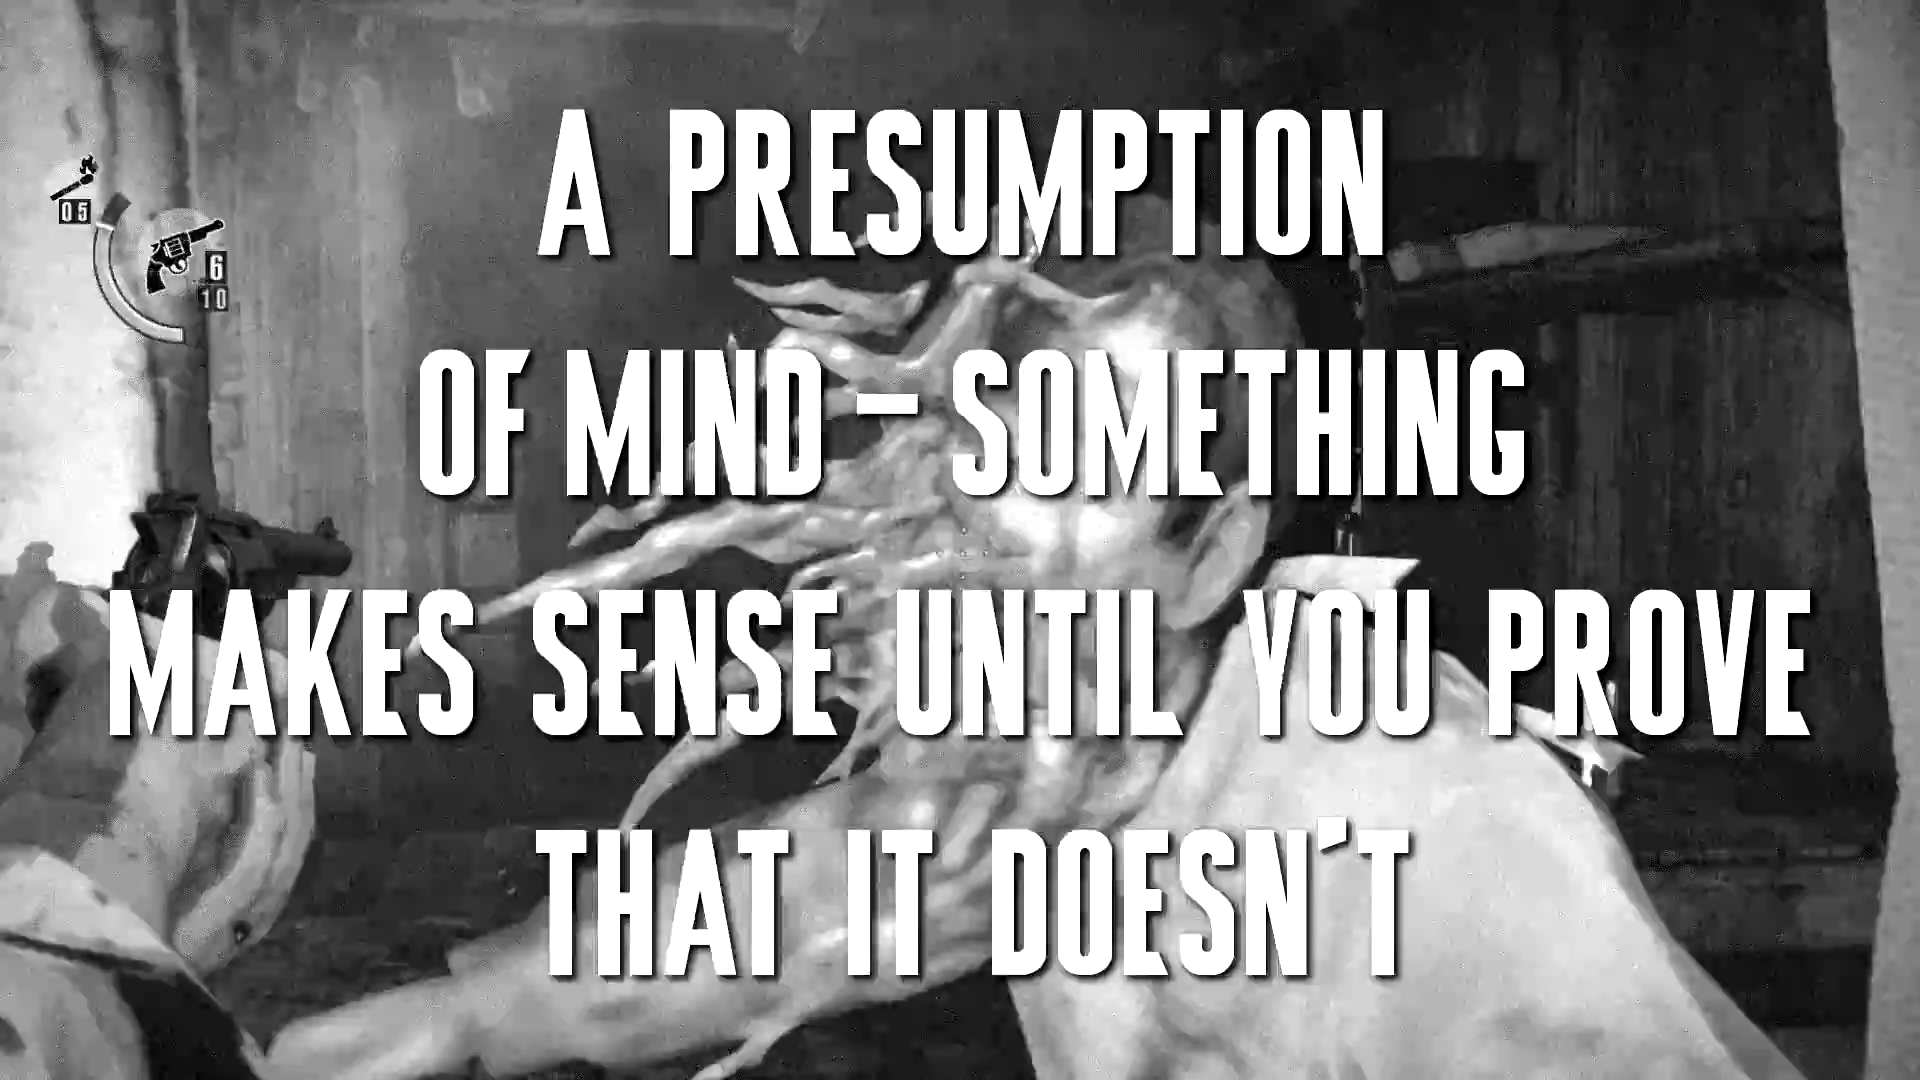 A PRESUMPTION
OF MIND - SOMETHING
MAKES SENSE UNTIL YOU PROVE
THAT IT DOESN'T
05
6
10